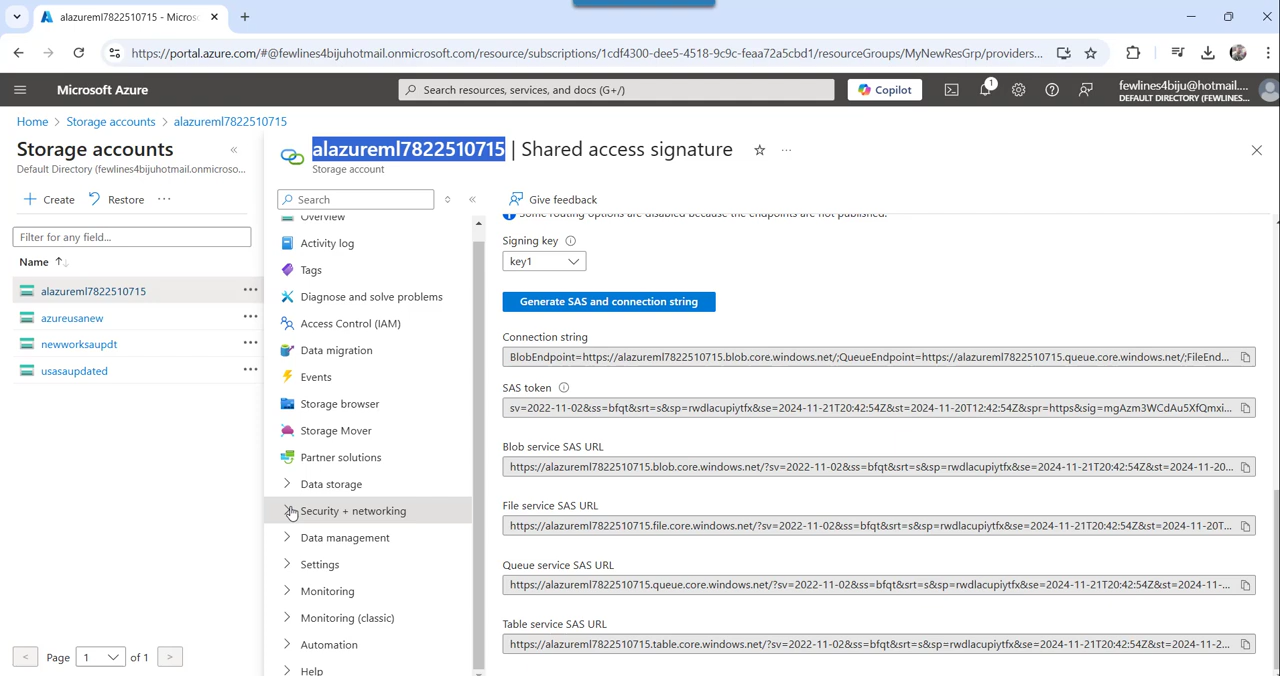 alazureml7822510715 - Microso
https://portal.azure.com/#@fewlines4bijuhotmail.onmicrosoft.com/resource/subscriptions/1cdf4300-dee5-4518-9c9c-feaa72a5cbd1/resourceGroups/MyNewResGrp/providers...
Microsoft Azure
Search resources, services, and docs (G+/)
Copilot
1
fewlines4biju@hotmail....
DEFAULT DIRECTORY (FEWLINES...
Home > Storage accounts > alazureml7822510715
Storage accounts
Default Directory (fewlines4bijuhotmail.onmicroso...
Create
Restore
Filter for any field...
Name
alazureml7822510715
azureusanew
newworksaupdt
usasaupdated
Page 1 of 1
alazureml7822510715 | Shared access signature
Storage account
Search
Overview
Activity log
Tags
Diagnose and solve problems
Access Control (IAM)
Data migration
Events
Storage browser
Storage Mover
Partner solutions
Data storage
Security + networking
Data management
Settings
Monitoring
Monitoring (classic)
Automation
Help
Give feedback
Some routing options are disabled because the endpoints are not published.
Signing key
key1
Generate SAS and connection string
Connection string
BlobEndpoint=https://alazureml7822510715.blob.core.windows.net/;QueueEndpoint=https://alazureml7822510715.queue.core.windows.net/;FileEnd...
SAS token
sv=2022-11-02&ss=bfqt&srt=s&sp=rwdlacupiytfx&se=2024-11-21T20:42:54Z&st=2024-11-20T12:42:54Z&spr=https&sig=mgAzm3WCdAu5XfQmxi...
Blob service SAS URL
https://alazureml7822510715.blob.core.windows.net/?sv=2022-11-02&ss=bfqt&srt=s&sp=rwdlacupiytfx&se=2024-11-21T20:42:54Z&st=2024-11-20...
File service SAS URL
https://alazureml7822510715.file.core.windows.net/?sv=2022-11-02&ss=bfqt&srt=s&sp=rwdlacupiytfx&se=2024-11-21T20:42:54Z&st=2024-11-20T...
Queue service SAS URL
https://alazureml7822510715.queue.core.windows.net/?sv=2022-11-02&ss=bfqt&srt=s&sp=rwdlacupiytfx&se=2024-11-21T20:42:54Z&st=2024-11-...
Table service SAS URL
https://alazureml7822510715.table.core.windows.net/?sv=2022-11-02&ss=bfqt&srt=s&sp=rwdlacupiytfx&se=2024-11-21T20:42:54Z&st=2024-11-2...